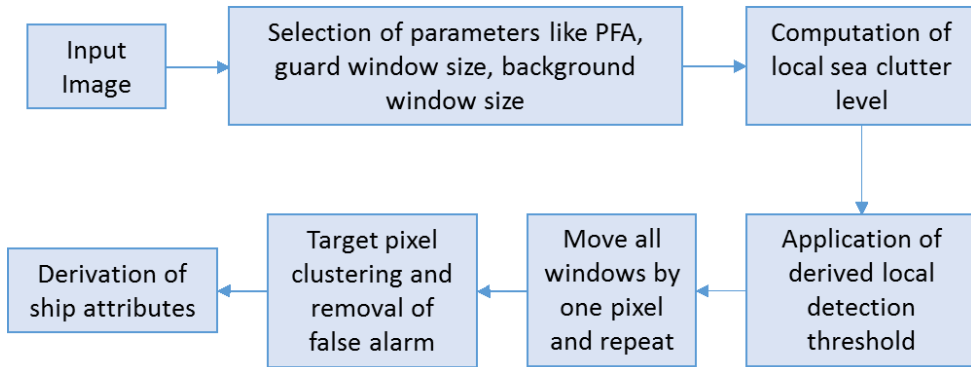 Input
Image
Selection of parameters like PFA,
guard window size, background
window size
Computation of
local sea clutter
level
Application of
derived local
detection
threshold
Move all
windows by
one pixel
and repeat
Target pixel
clustering and
removal of
false alarm
Derivation of
ship attributes